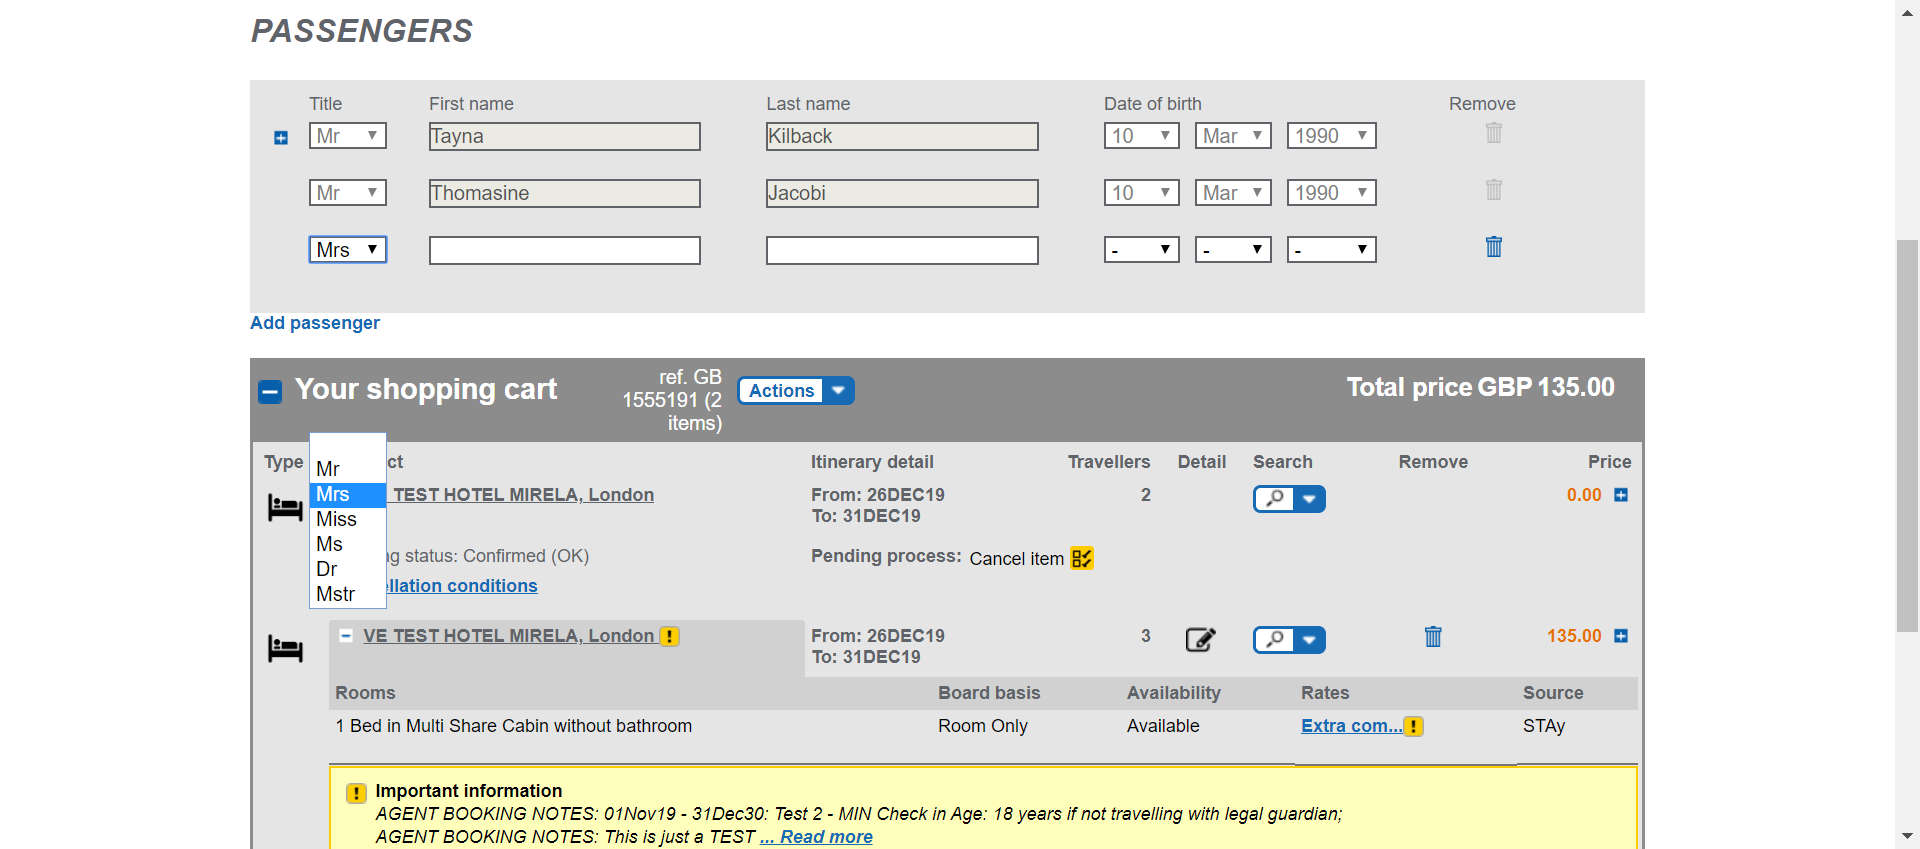 PASSENGERS
Title First name Last name Date of birth Remove
Mr Tayna Kilback 10 Mar 1990
Mr Thomasine Jacobi 10 Mar 1990
Mrs - - -
Add passenger
Your shopping cart ref. GB 1555191 (2 items) Actions Total price GBP 135.00
Type ct Itinerary detail Travellers Detail Search Remove Price
Mr
Mrs
Miss
Ms
Dr
Mstr
TEST HOTEL MIRELA, London From: 26DEC19 2 0.00
To: 31DEC19
g status: Confirmed (OK) Pending process: Cancel item
llation conditions
VE TEST HOTEL MIRELA, London From: 26DEC19 3 135.00
To: 31DEC19
Rooms Board basis Availability Rates Source
1 Bed in Multi Share Cabin without bathroom Room Only Available Extra com... STAy
Important information
AGENT BOOKING NOTES: 01Nov19 - 31Dec30: Test 2 - MIN Check in Age: 18 years if not travelling with legal guardian;
AGENT BOOKING NOTES: This is just a TEST ... Read more